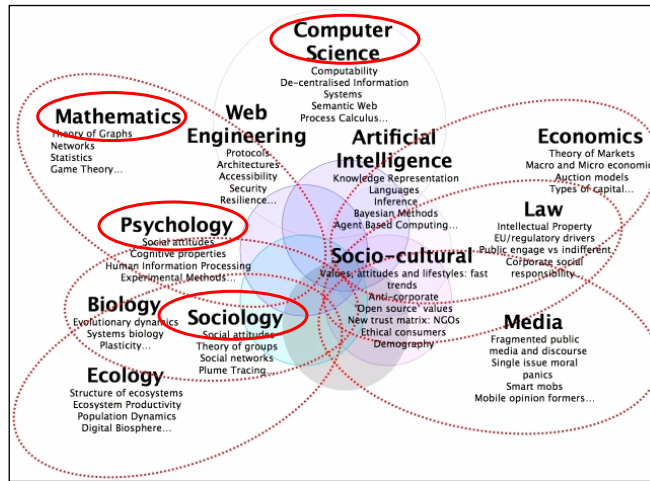 Computer
Science
Computability
De-centralised Information
Systems
Semantic Web
Process Calculus...
Mathematics
Theory of Graphs
Networks
Statistics
Game Theory...
Web
Engineering
Protocols
Architectures
Accessibility
Security
Resilience...
Artificial
Intelligence
Knowledge Representation
Languages
Inference
Bayesian Methods
Agent Based Computing...
Economics
Theory of Markets
Macro and Micro economic
Auction models
Types of capital...
Law
Intellectual Property
EU/regulatory drivers
Public engage vs indifferent
Corporate social
responsibility...
Psychology
Social attitudes
Cognitive properties
Human Information Processing
Experimental Methods...
Socio-cultural
Values, attitudes and lifestyles: fast
trends
Anti-corporate
'Open source' values
New trust matrix: NGOs
Ethical consumers
Demography
Biology
Evolutionary dynamics
Systems biology
Plasticity...
Sociology
Social attitudes
Theory of groups
Social networks
Plume Tracing...
Media
Fragmented public
media and discourse
Single issue moral
panics
Smart mobs
Mobile opinion formers...
Ecology
Structure of ecosystems
Ecosystem Productivity
Population Dynamics
Digital Biosphere...